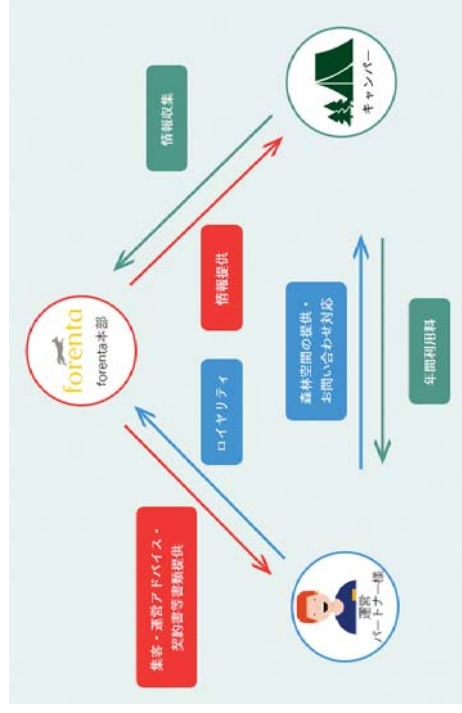 forenta
forenta本部
集客・運営アドバイス・
契約書等書類提供
ロイヤリティ
情報提供
情報収集
運営
パートナー様
森林空間の提供・
お問い合わせ対応
年間利用料
キャンパー